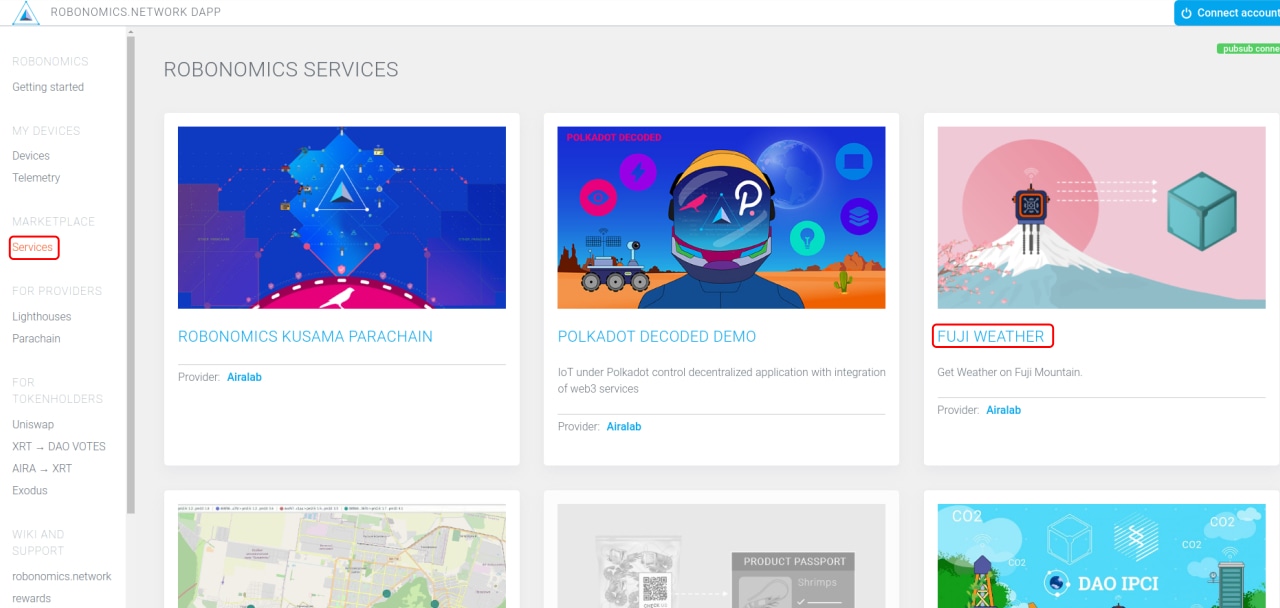 ROBONOMICS.NETWORK DAPP
Connect account
pubsub conne
ROBONOMICS
Getting started
MY DEVICES
Devices
Telemetry
MARKETPLACE
Services
FOR PROVIDERS
Lighthouses
Parachain
FOR
TOKENHOLDERS
Uniswap
XRT → DAO VOTES
AIRA → XRT
Exodus
WIKI AND
SUPPORT
robonomics.network
rewards
ROBONOMICS SERVICES
ROBONOMICS KUSAMA PARACHAIN
Provider: Airalab
POLKADOT DECODED
POLKADOT DECODED DEMO
IoT under Polkadot control decentralized application with integration
of web3 services
Provider: Airalab
FUJI WEATHER
Get Weather on Fuji Mountain.
Provider: Airalab
PRODUCT PASSPORT
Shrimps
CO2
CO2
CO2
CO2
DAO IPCI